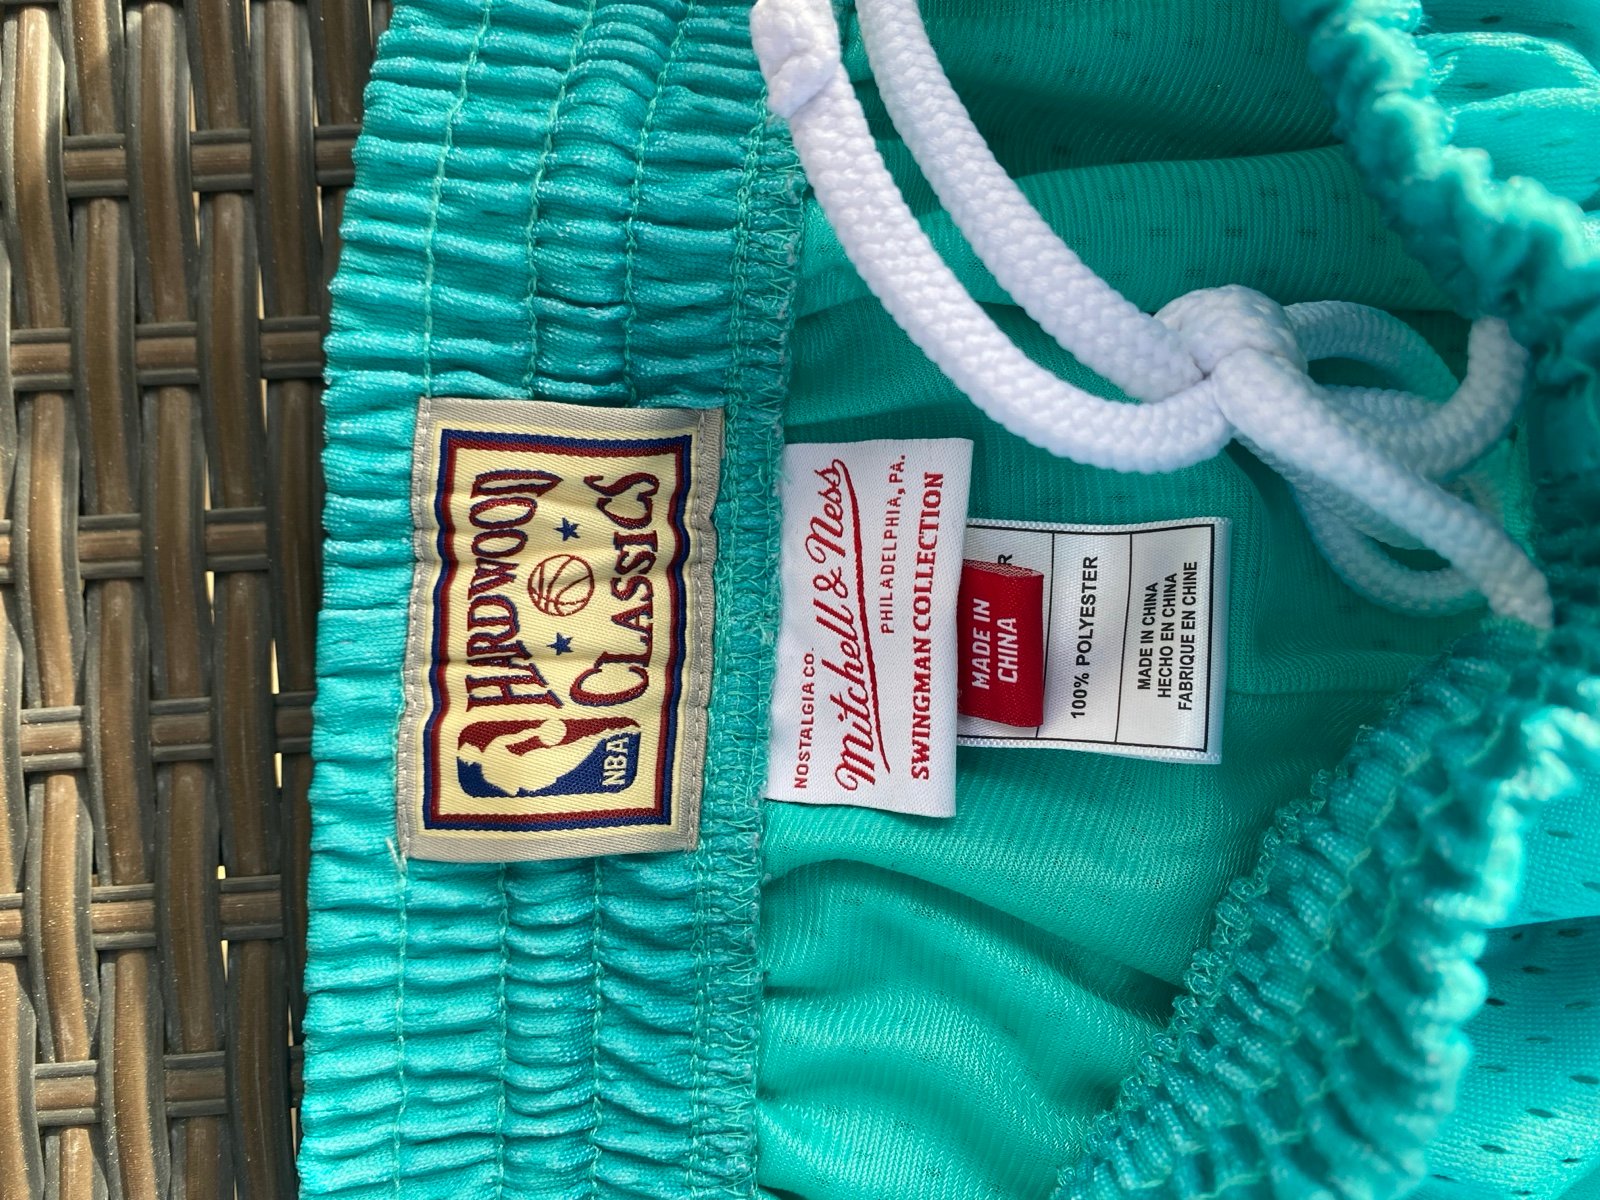 HARDWOOD
CLASSICS
NBA
NOSTALGIA CO.
Mitchell & Ness
PHILADELPHIA, PA.
SWINGMAN COLLECTION
MADE IN
CHINA
100% POLYESTER
MADE IN CHINA
HECHO EN CHINA
FABRIQUE EN CHINE